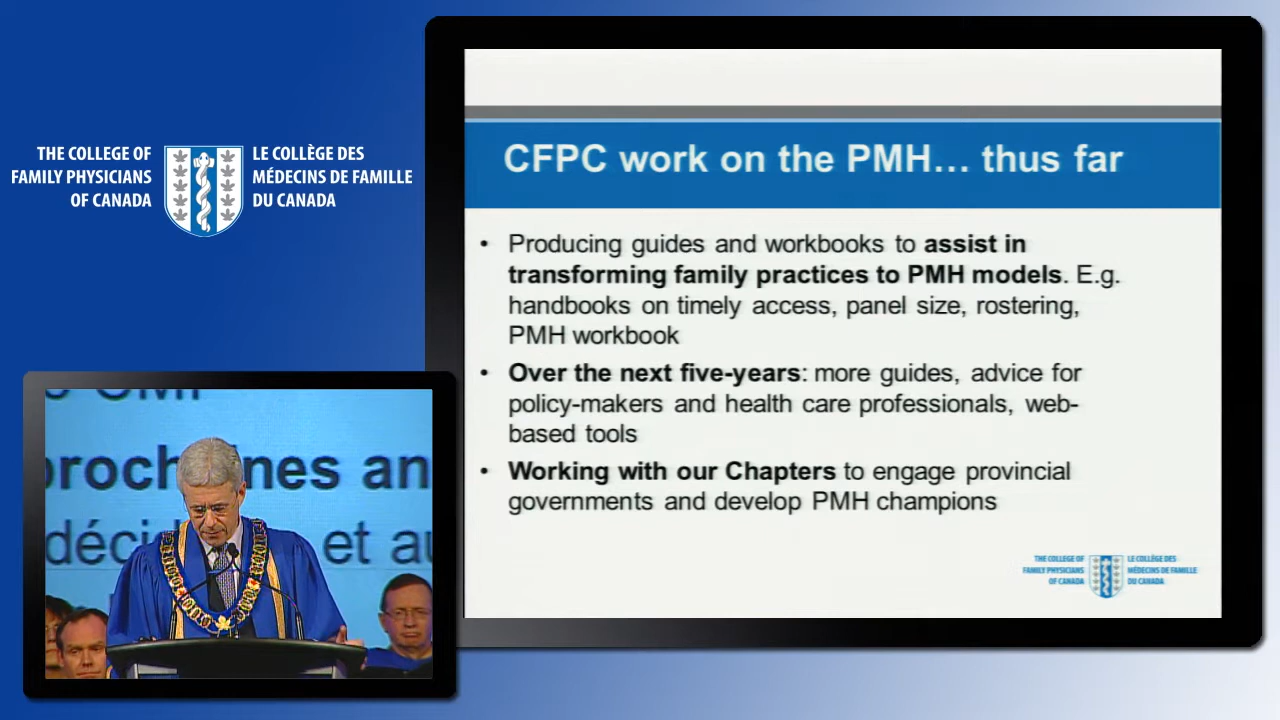 THE COLLEGE OF
FAMILY PHYSICIANS
OF CANADA
LE COLLÈGE DES
MÉDECINS DE FAMILLE
DU CANADA
CFPC work on the PMH… thus far
• Producing guides and workbooks to assist in
transforming family practices to PMH models. E.g.
handbooks on timely access, panel size, rostering,
PMH workbook
• Over the next five-years: more guides, advice for
policy-makers and health care professionals, web-
based tools
• Working with our Chapters to engage provincial
governments and develop PMH champions
THE COLLEGE OF
FAMILY PHYSICIANS
OF CANADA
LE COLLÈGE DES
MÉDECINS DE FAMILLE
DU CANADA
et